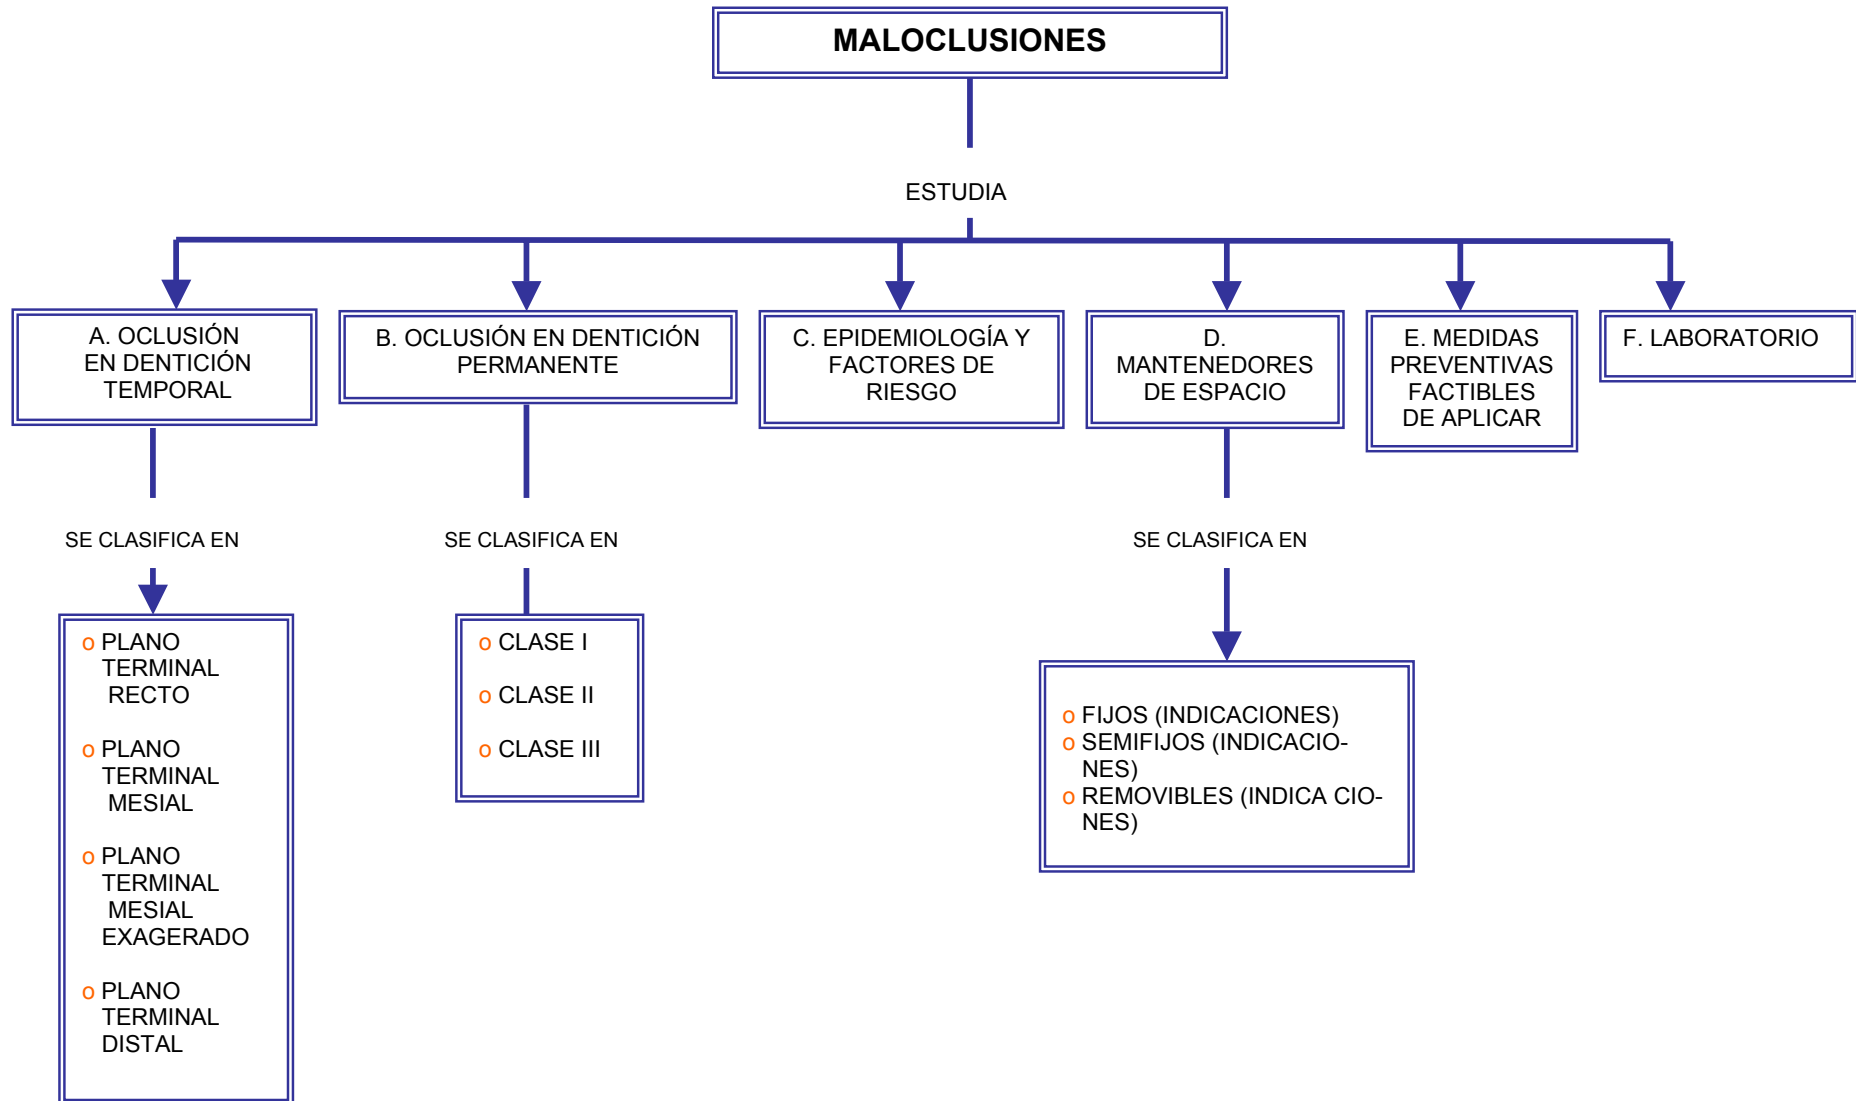 MALOCLUSIONES
ESTUDIA
A. OCLUSIÓN
EN DENTICIÓN
TEMPORAL
B. OCLUSIÓN EN DENTICIÓN
PERMANENTE
C. EPIDEMIOLOGÍA Y
FACTORES DE
RIESGO
D.
MANTENEDORES
DE ESPACIO
E. MEDIDAS
PREVENTIVAS
FACTIBLES
DE APLICAR
F. LABORATORIO
SE CLASIFICA EN
SE CLASIFICA EN
SE CLASIFICA EN
o PLANO
TERMINAL
RECTO
o PLANO
TERMINAL
MESIAL
o PLANO
TERMINAL
MESIAL
EXAGERADO
o PLANO
TERMINAL
DISTAL
o CLASE I
o CLASE II
o CLASE III
o FIJOS (INDICACIONES)
o SEMIFIJOS (INDICACIO-
NES)
o REMOVIBLES (INDICA CIO-
NES)